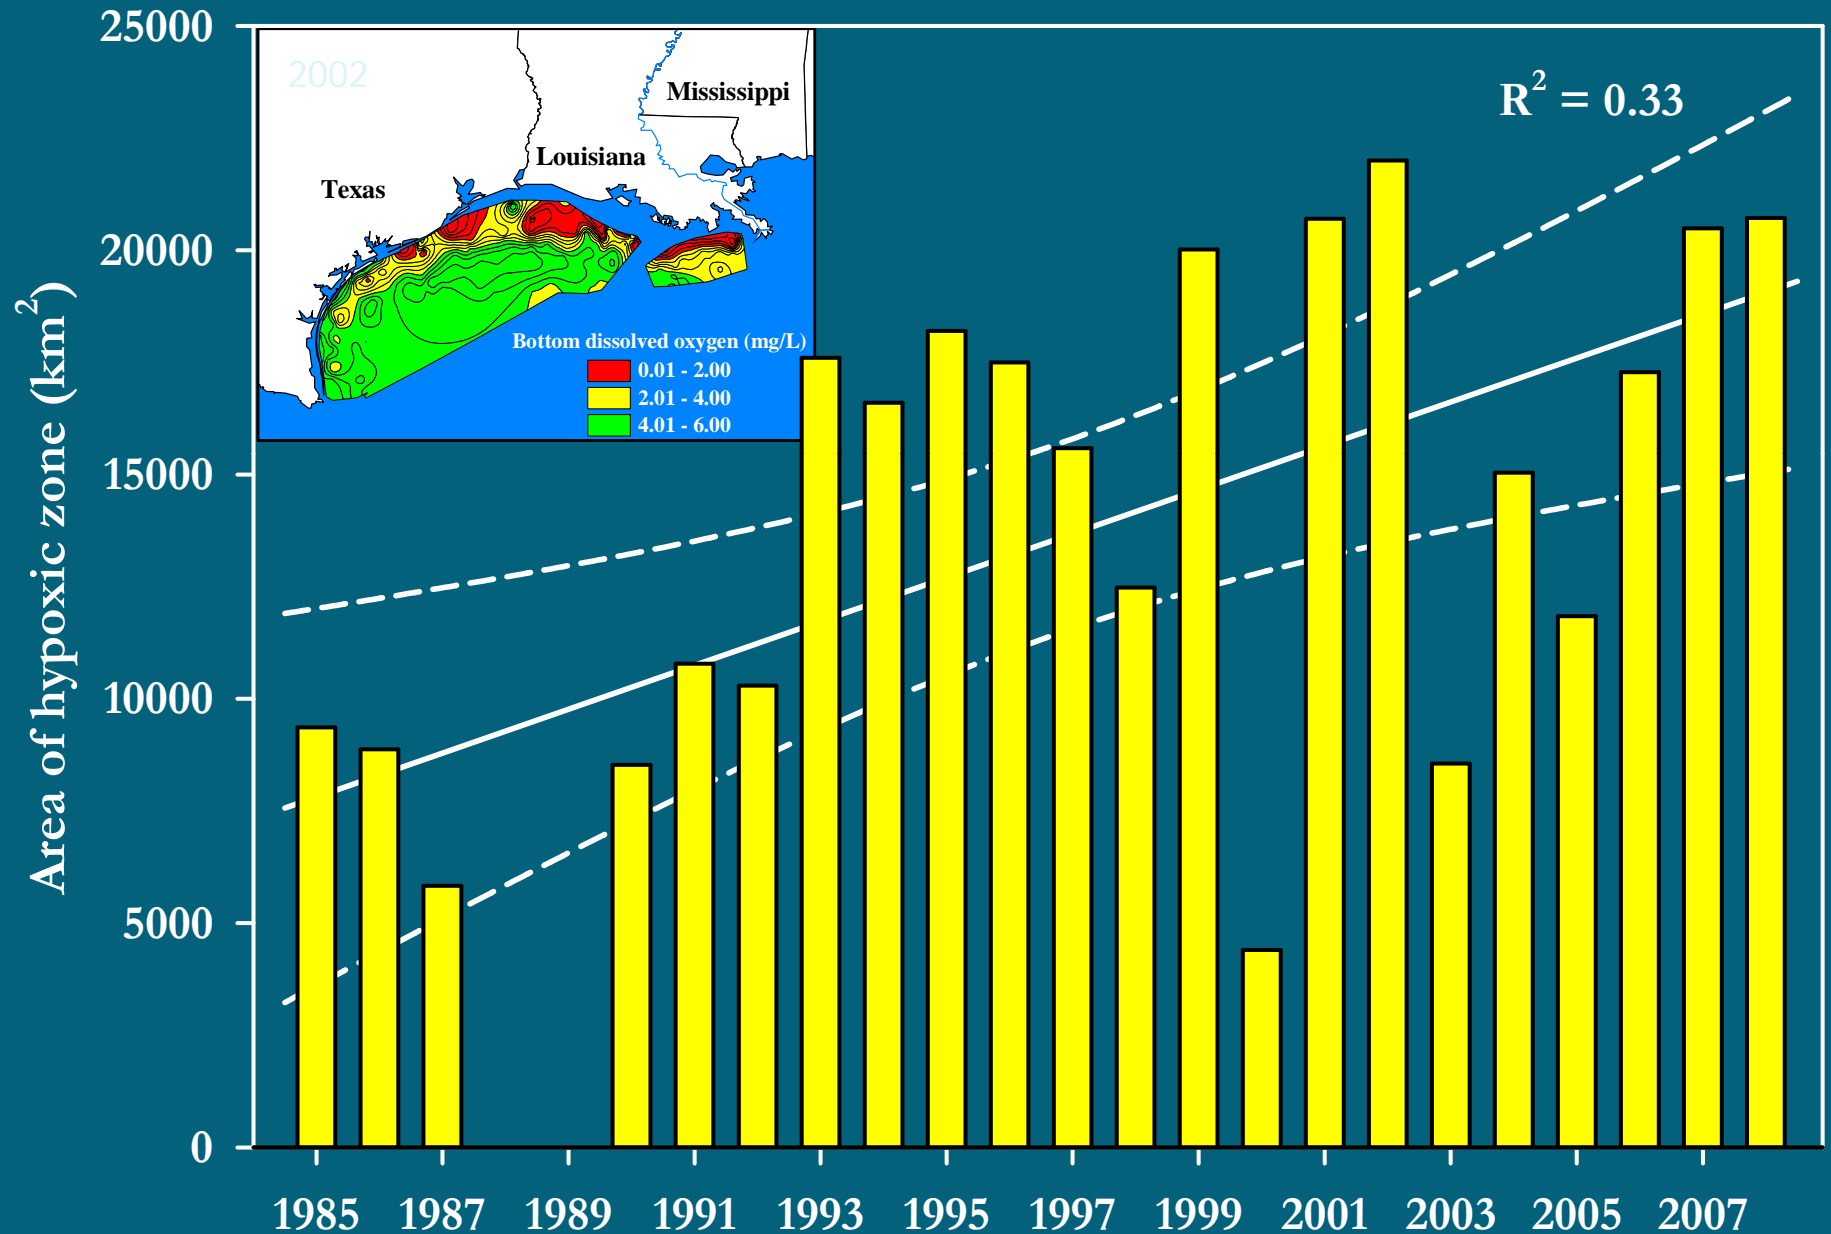 Area of hypoxic zone (km²)
25000
20000
15000
10000
5000
0
2002
Mississippi
Louisiana
Texas
Bottom dissolved oxygen (mg/L)
0.01 - 2.00
2.01 - 4.00
4.01 - 6.00
R² = 0.33
1985 1987 1989 1991 1993 1995 1997 1999 2001 2003 2005 2007